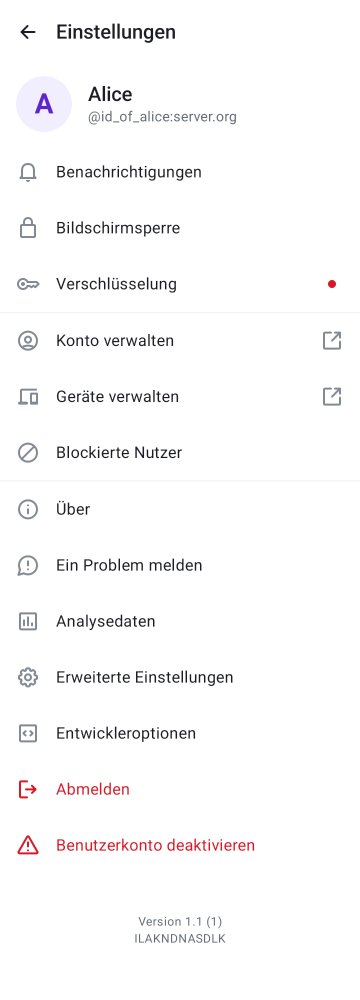 Einstellungen
A
Alice
@id_of_alice:server.org
Benachrichtigungen
Bildschirmsperre
Verschlüsselung
Konto verwalten
Geräte verwalten
Blockierte Nutzer
Über
Ein Problem melden
Analysedaten
Erweiterte Einstellungen
Entwickleroptionen
Abmelden
Benutzerkonto deaktivieren
Version 1.1 (1)
ILAKNDNASDLK